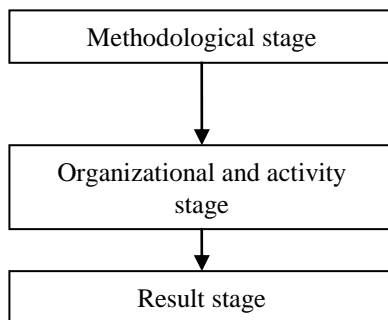 Methodological stage
Organizational and activity
stage
Result stage